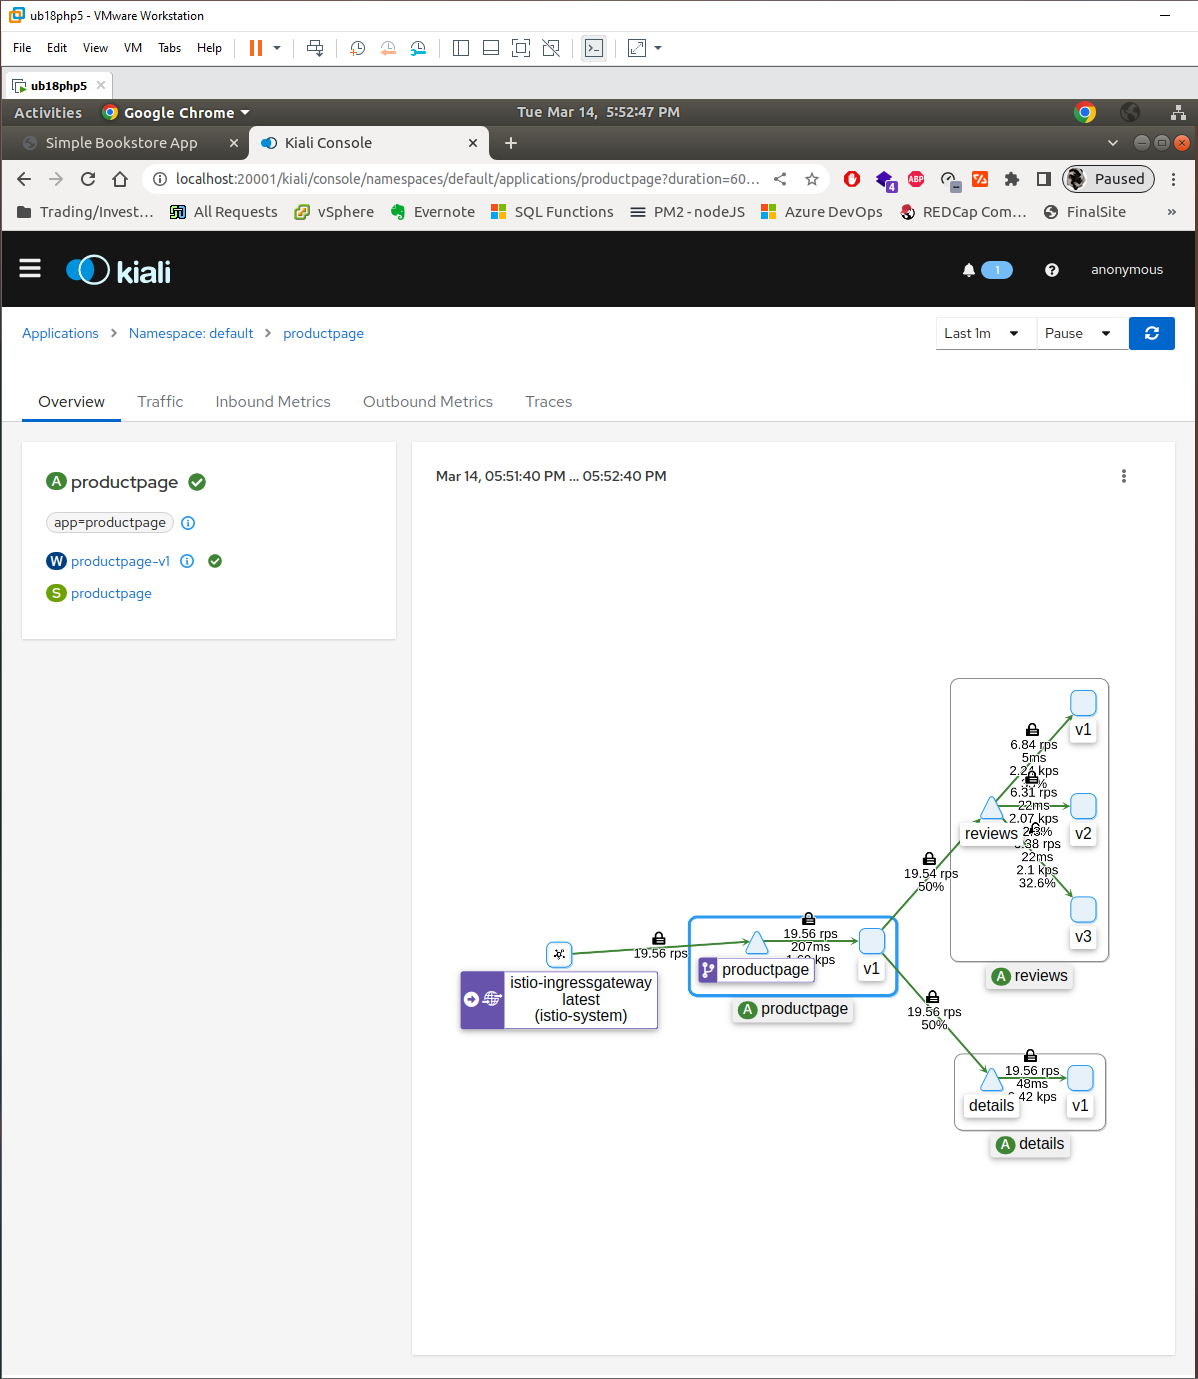 ub18php5 - VMware Workstation
File Edit View VM Tabs Help
ub18php5
Activities Google Chrome Tue Mar 14, 5:52:47 PM
Simple Bookstore App Kiali Console
localhost:20001/kiali/console/namespaces/default/applications/productpage?duration=60... ABP 4 Paused
Trading/Invest... All Requests vSphere Evernote SQL Functions PM2 - nodeJS Azure DevOps REDCap Com... FinalSite »
kiali 1 anonymous
Applications Namespace: default productpage Last 1m Pause
Overview Traffic Inbound Metrics Outbound Metrics Traces
A productpage
app=productpage
W productpage-v1
S productpage
Mar 14, 05:51:40 PM ... 05:52:40 PM
v1
6.84 rps
5ms
2.24 kps
6.31 rps
22ms
2.07 kps
reviews
v2
22ms
2.1 kps
32.6%
v3
A reviews
19.54 rps
50%
19.56 rps
19.56 rps
207ms
kps
productpage
v1
A productpage
istio-ingressgateway
latest
(istio-system)
19.56 rps
50%
19.56 rps
48ms
42 kps
details
v1
A details